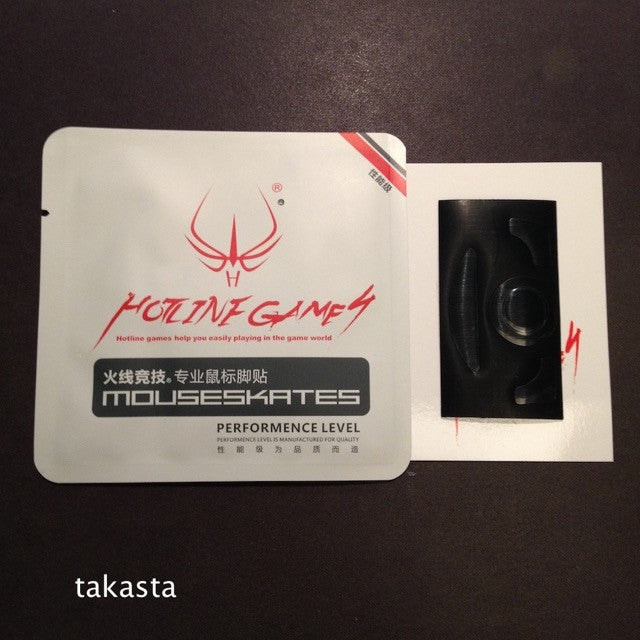 性能级
®
H
HOTLINE GAMES
Hotline games help you easily playing in the game world
火线竞技® 专业鼠标脚贴
MOUSESKATES
PERFORMENCE LEVEL
PERFORMENCE LEVEL IS MANUFACTURED FOR QUALITY
性能级为品质而造
takasta